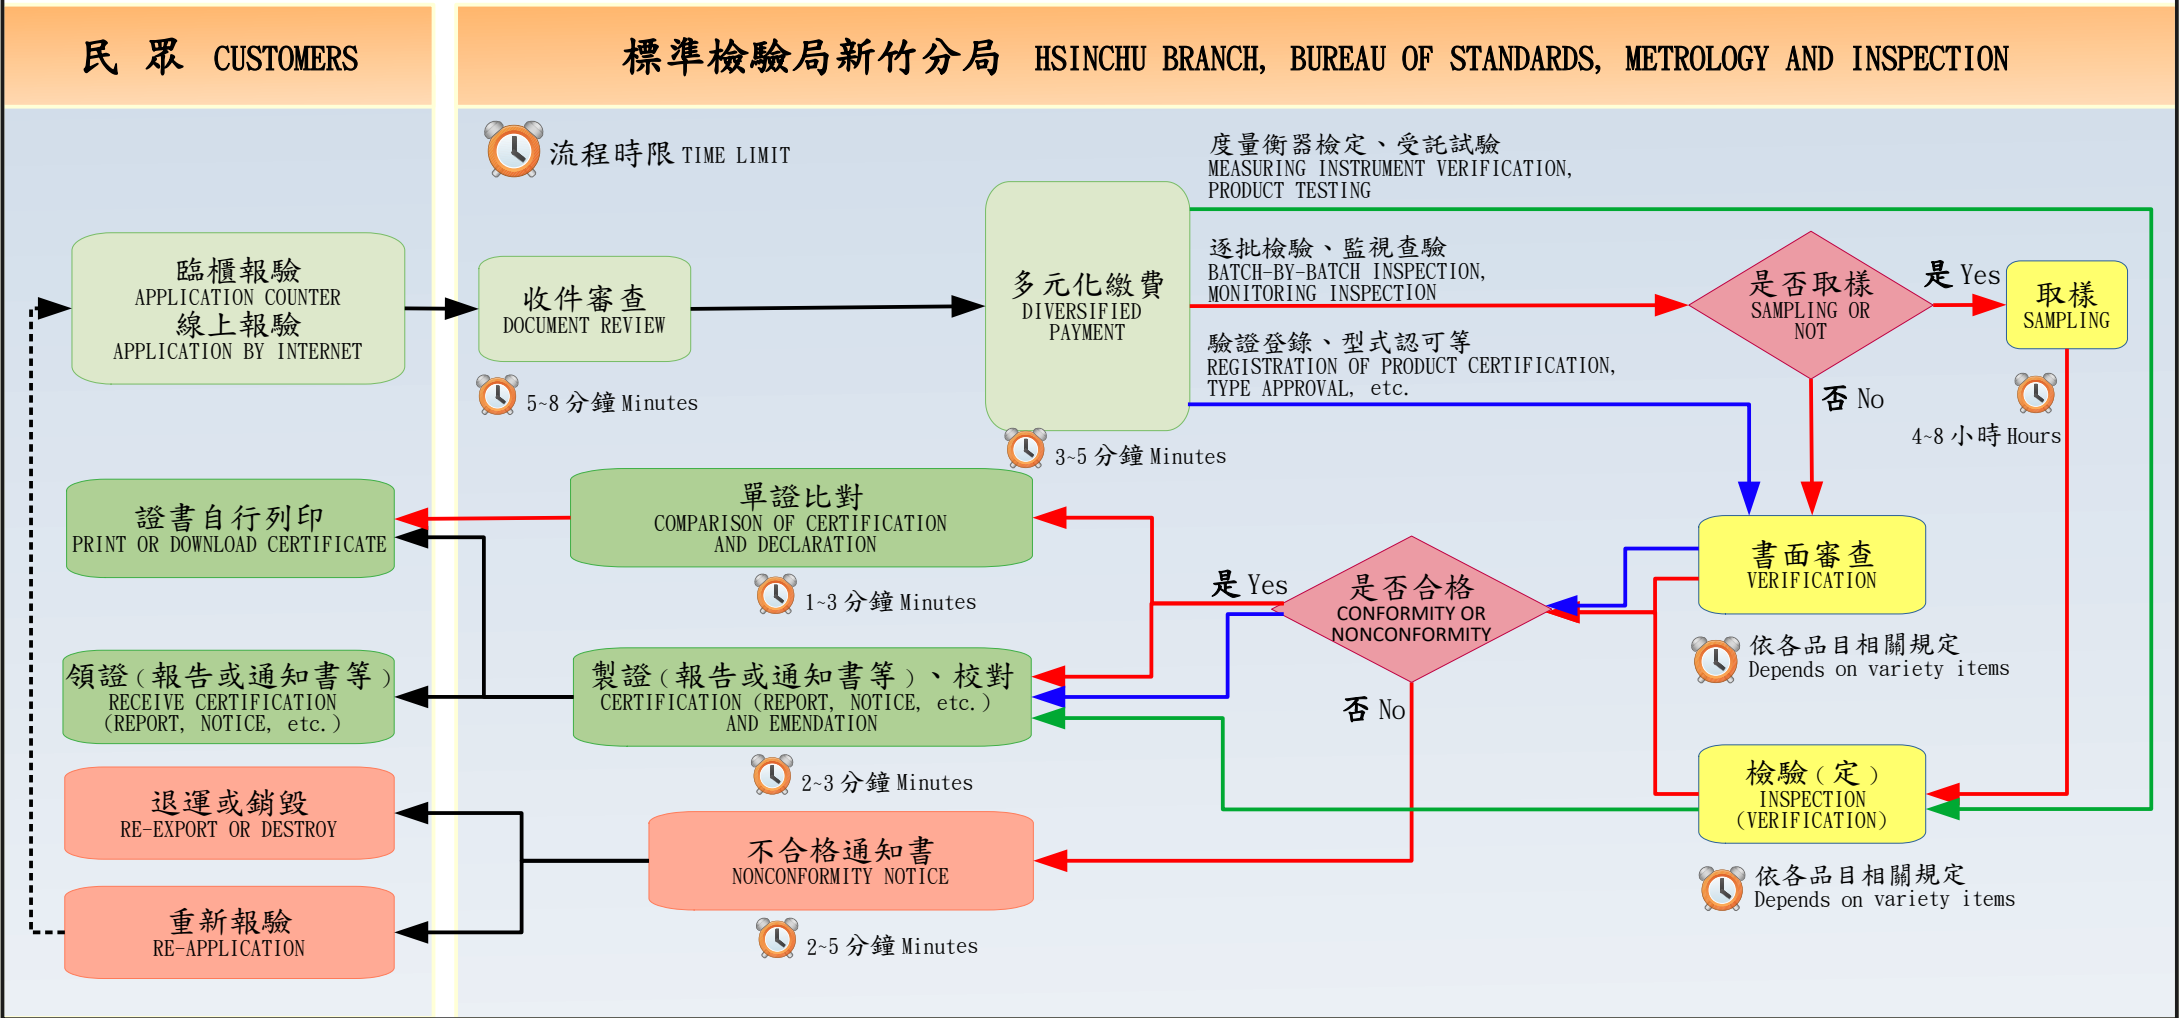 民 眾 CUSTOMERS
標準檢驗局新竹分局 HSINCHU BRANCH, BUREAU OF STANDARDS, METROLOGY AND INSPECTION
流程時限 TIME LIMIT
臨櫃報驗
APPLICATION COUNTER
線上報驗
APPLICATION BY INTERNET
收件審查
DOCUMENT REVIEW
5~8 分鐘 Minutes
多元化繳費
DIVERSIFIED
PAYMENT
3~5 分鐘 Minutes
度量衡器檢定、受託試驗
MEASURING INSTRUMENT VERIFICATION,
PRODUCT TESTING
逐批檢驗、監視查驗
BATCH-BY-BATCH INSPECTION,
MONITORING INSPECTION
驗證登錄、型式認可等
REGISTRATION OF PRODUCT CERTIFICATION,
TYPE APPROVAL, etc.
是否取樣
SAMPLING OR
NOT
是 Yes
取樣
SAMPLING
否 No
4~8 小時 Hours
證書自行列印
PRINT OR DOWNLOAD CERTIFICATE
單證比對
COMPARISON OF CERTIFICATION
AND DECLARATION
1~3 分鐘 Minutes
是 Yes
是否合格
CONFORMITY OR
NONCONFORMITY
否 No
書面審查
VERIFICATION
依各品目相關規定
Depends on variety items
領證(報告或通知書等)
RECEIVE CERTIFICATION
(REPORT, NOTICE, etc.)
製證(報告或通知書等)、校對
CERTIFICATION (REPORT, NOTICE, etc.)
AND EMENDATION
2~3 分鐘 Minutes
檢驗(定)
INSPECTION
(VERIFICATION)
依各品目相關規定
Depends on variety items
退運或銷毀
RE-EXPORT OR DESTROY
不合格通知書
NONCONFORMITY NOTICE
2~5 分鐘 Minutes
重新報驗
RE-APPLICATION